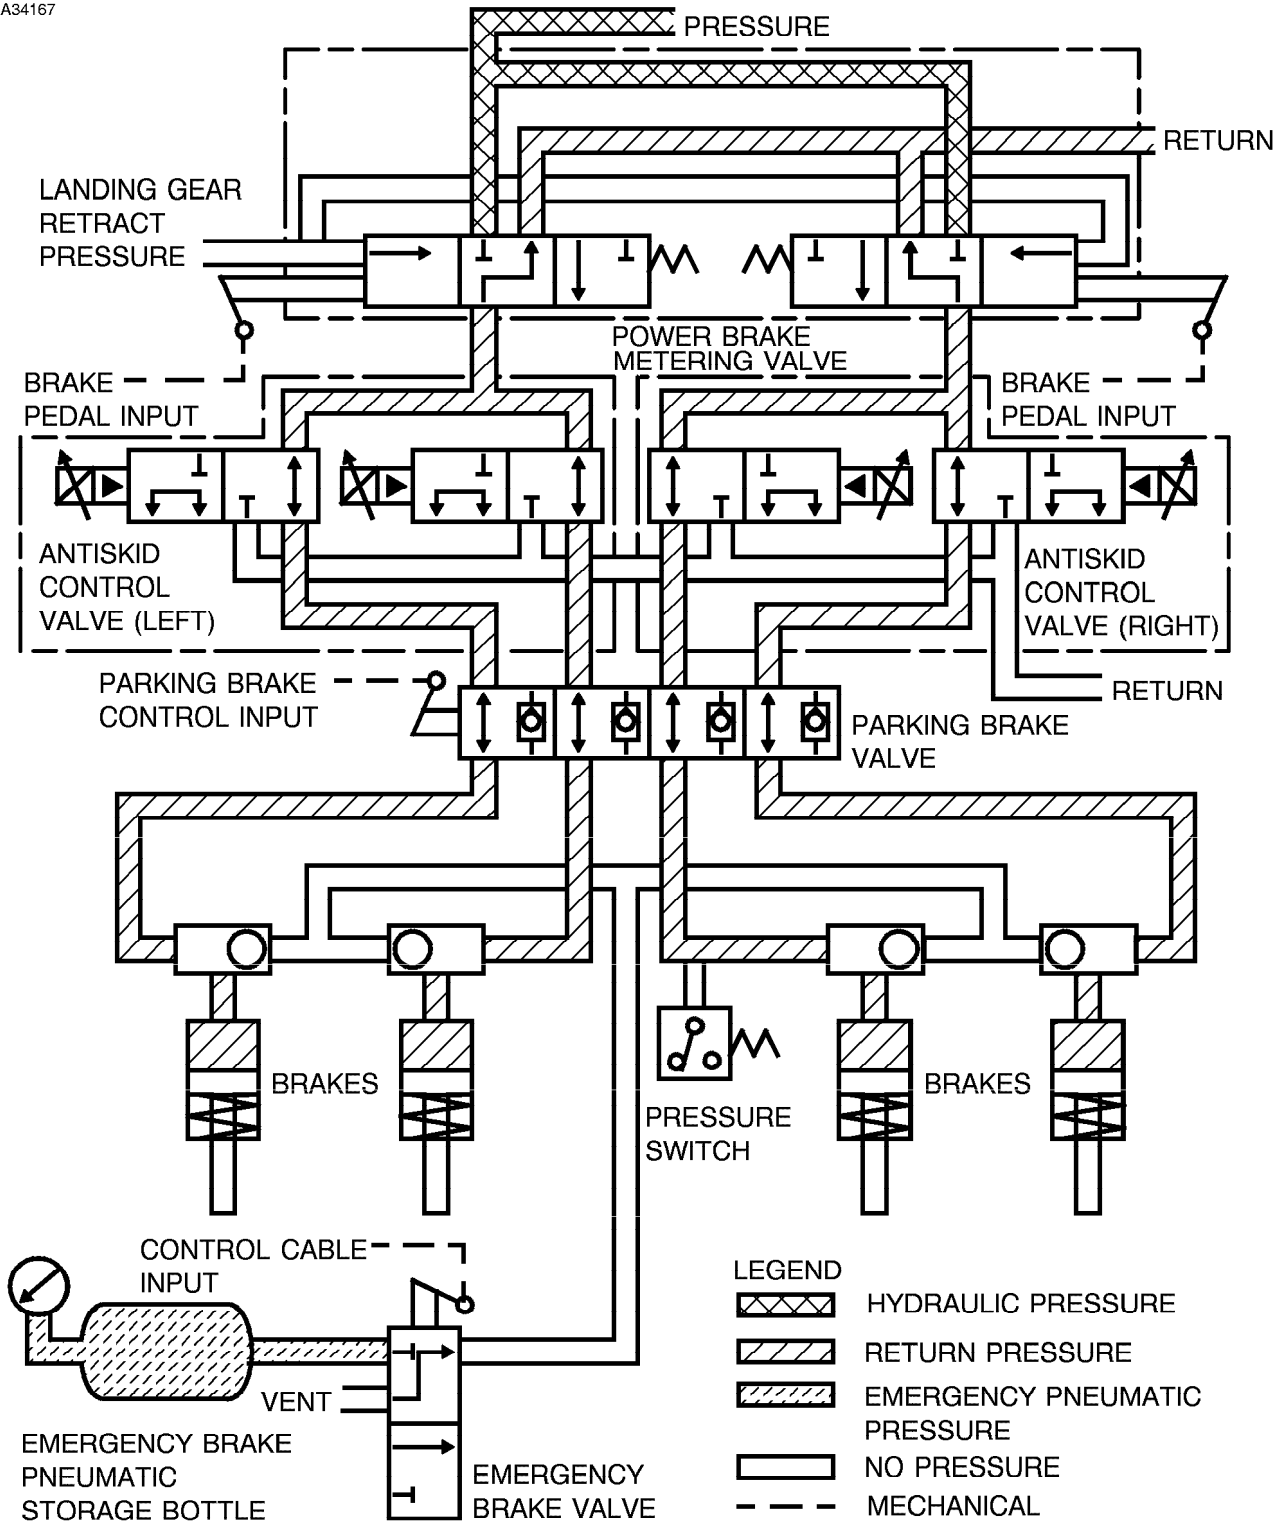 A34167
PRESSURE
RETURN
LANDING GEAR
RETRACT
PRESSURE
POWER BRAKE
METERING VALVE
BRAKE
PEDAL INPUT
BRAKE
PEDAL INPUT
ANTISKID
CONTROL
VALVE (LEFT)
ANTISKID
CONTROL
VALVE (RIGHT)
PARKING BRAKE
CONTROL INPUT
RETURN
PARKING BRAKE
VALVE
BRAKES
BRAKES
PRESSURE
SWITCH
CONTROL CABLE
INPUT
VENT
EMERGENCY BRAKE
PNEUMATIC
STORAGE BOTTLE
EMERGENCY
BRAKE VALVE
LEGEND
HYDRAULIC PRESSURE
RETURN PRESSURE
EMERGENCY PNEUMATIC
PRESSURE
NO PRESSURE
MECHANICAL